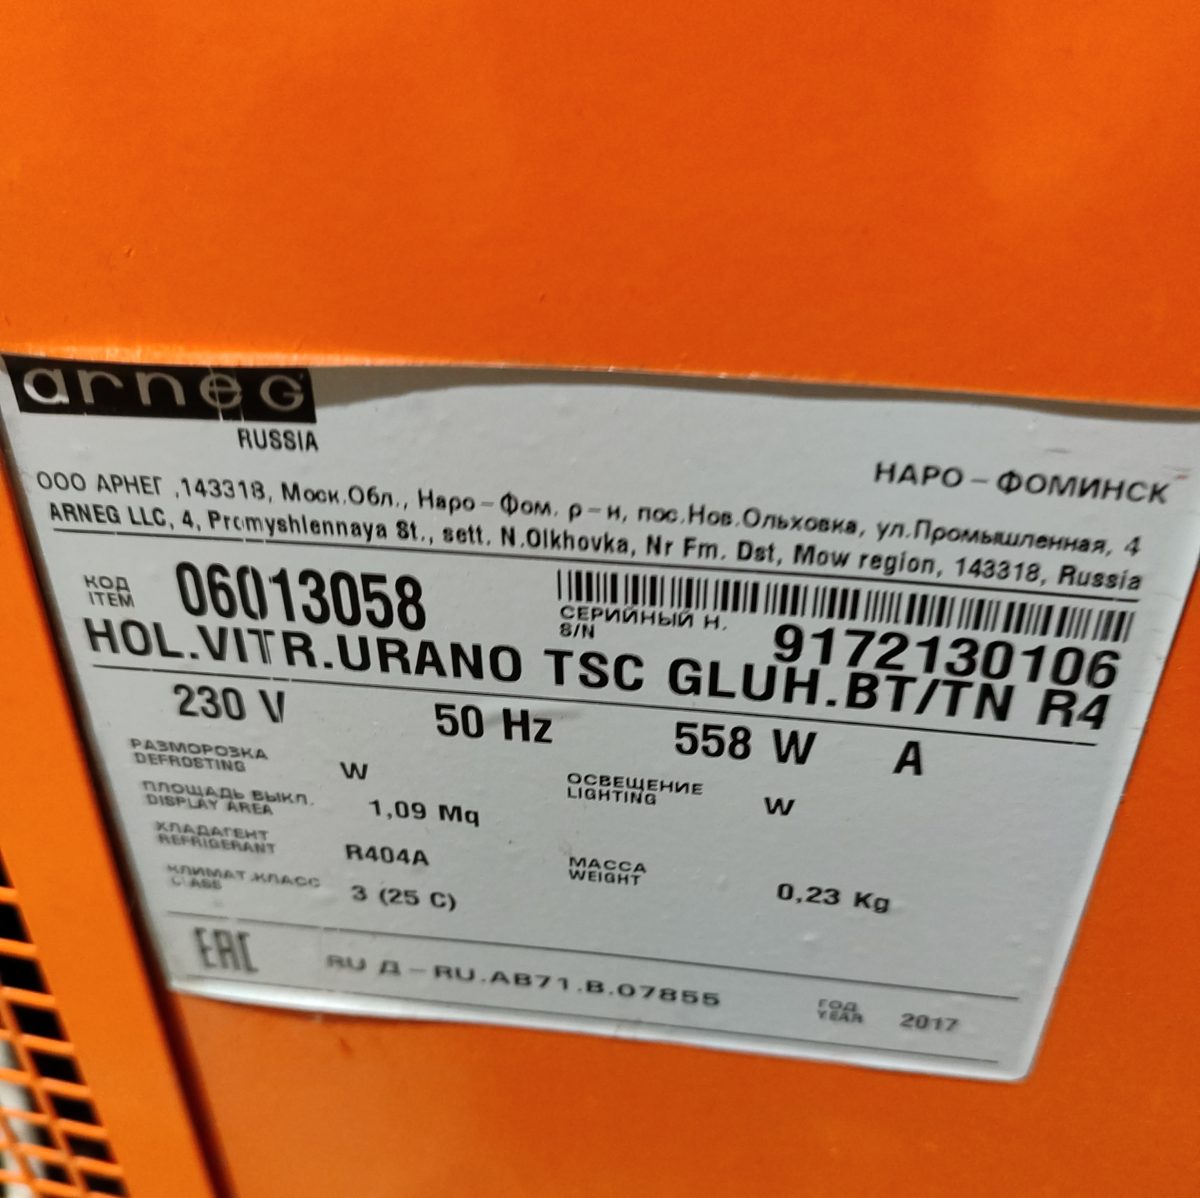 arneg
RUSSIA
НАРО – ФОМИНСК
ООО АРНЕГ ,143318, Моск.Обл., Наро – Фом. р – н, пос.Нов.Ольховка, ул.Промышленная, 4
ARNEG LLC, 4, Promyshlennaya St., sett. N.Olkhovka, Nr Fm. Dst, Mow region, 143318, Russia
КОД
ITEM
06013058
СЕРИЙНЫЙ Н.
S/N
9172130106
HOL.VITR.URANO TSC GLUH.BT/TN R4
230 V 50 Hz 558 W A
РАЗМОРОЗКА
DEFROSTING
W
ОСВЕЩЕНИЕ
LIGHTING
W
ПЛОЩАДЬ ВЫКЛ.
DISPLAY AREA
1,09 Mq
ХЛАДАГЕНТ
REFRIGERANT
R404A
МАССА
WEIGHT
0,23 Kg
КЛИМАТ.КЛАСС
CLASS
3 (25 C)
EAC
RU Д – RU.АВ71.В.07855
ГОД
YEAR
2017